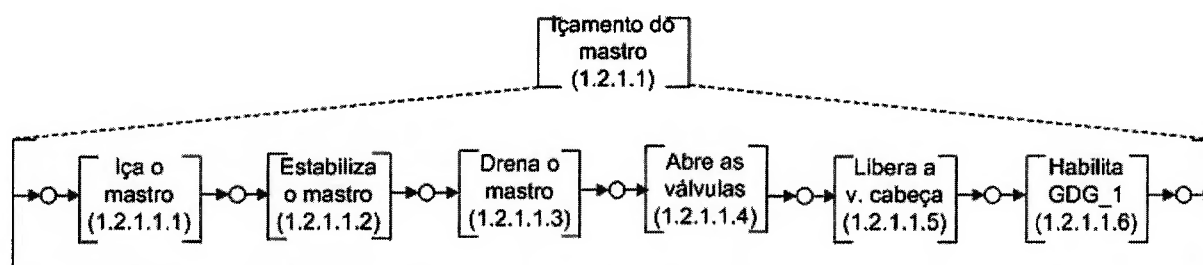 Içamento do
mastro
(1.2.1.1)
Iça o
mastro
(1.2.1.1.1)
Estabiliza
o mastro
(1.2.1.1.2)
Drena o
mastro
(1.2.1.1.3)
Abre as
válvulas
(1.2.1.1.4)
Libera a
v. cabeça
(1.2.1.1.5)
Habilita
GDG_1
(1.2.1.1.6)